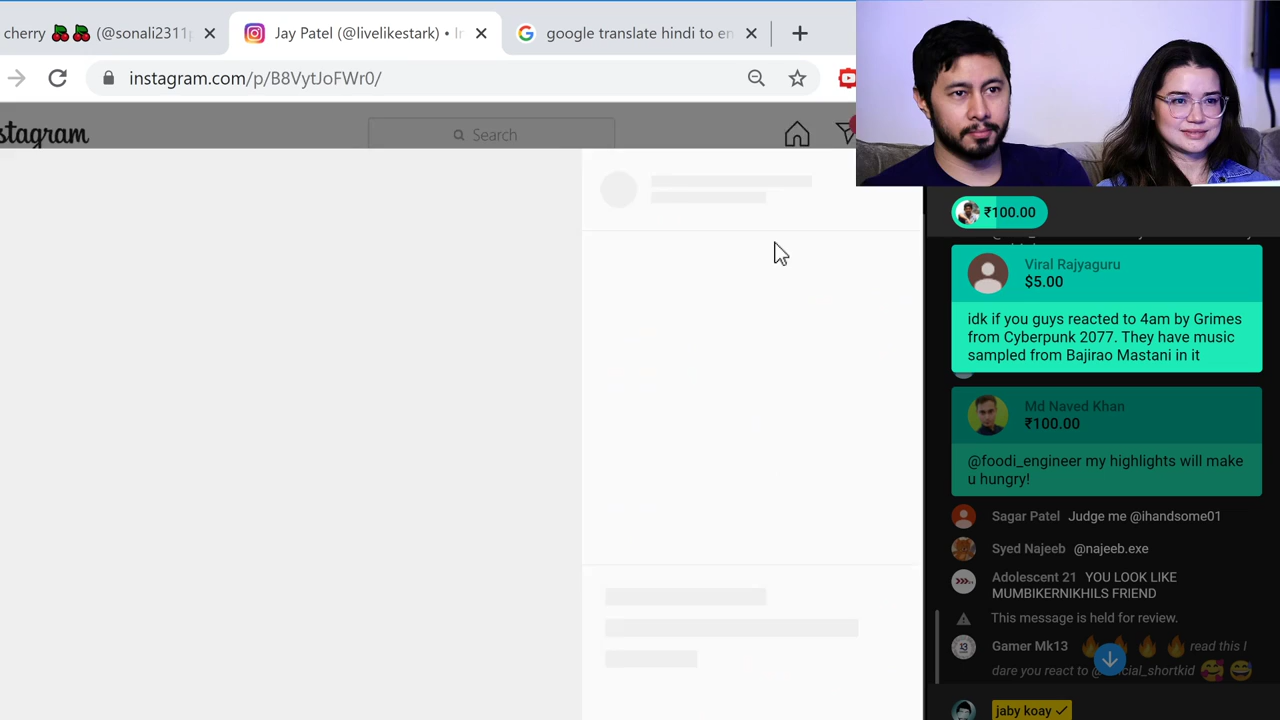 cherry 🍒🍒 (@sonali2311
Jay Patel (@livelikestark) •
google translate hindi to en
instagram.com/p/B8VytJoFWr0/
stagram
Search
₹100.00
Viral Rajyaguru
$5.00
idk if you guys reacted to 4am by Grimes
from Cyberpunk 2077. They have music
sampled from Bajirao Mastani in it
Md Naved Khan
₹100.00
@foodi_engineer my highlights will make
u hungry!
Sagar Patel Judge me @ihandsome01
Syed Najeeb @najeeb.exe
Adolescent 21 YOU LOOK LIKE
MUMBIKERNIKHILS FRIEND
This message is held for review.
Gamer Mk13 🔥🔥🔥🔥 read this I
dare you react to
jaby koay ✓